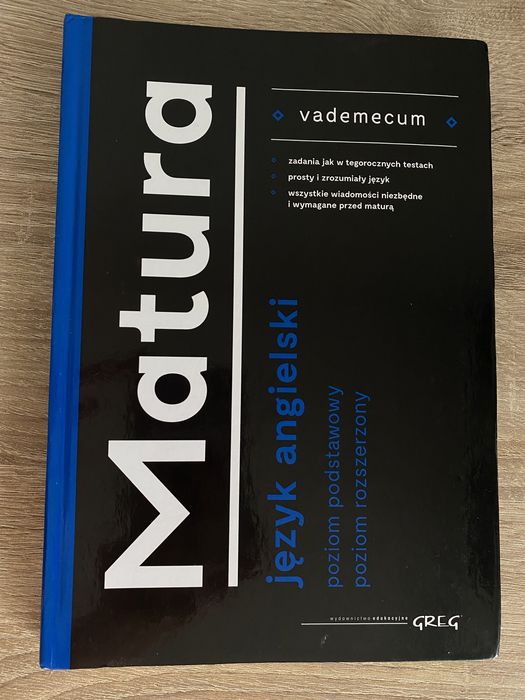 Matura
vademecum
zadania jak w tegorocznych testach
prosty i zrozumiały język
wszystkie wiadomości niezbędne
i wymagane przed maturą
język angielski
poziom podstawowy
poziom rozszerzony
wydawnictwo edukacyjne GREG